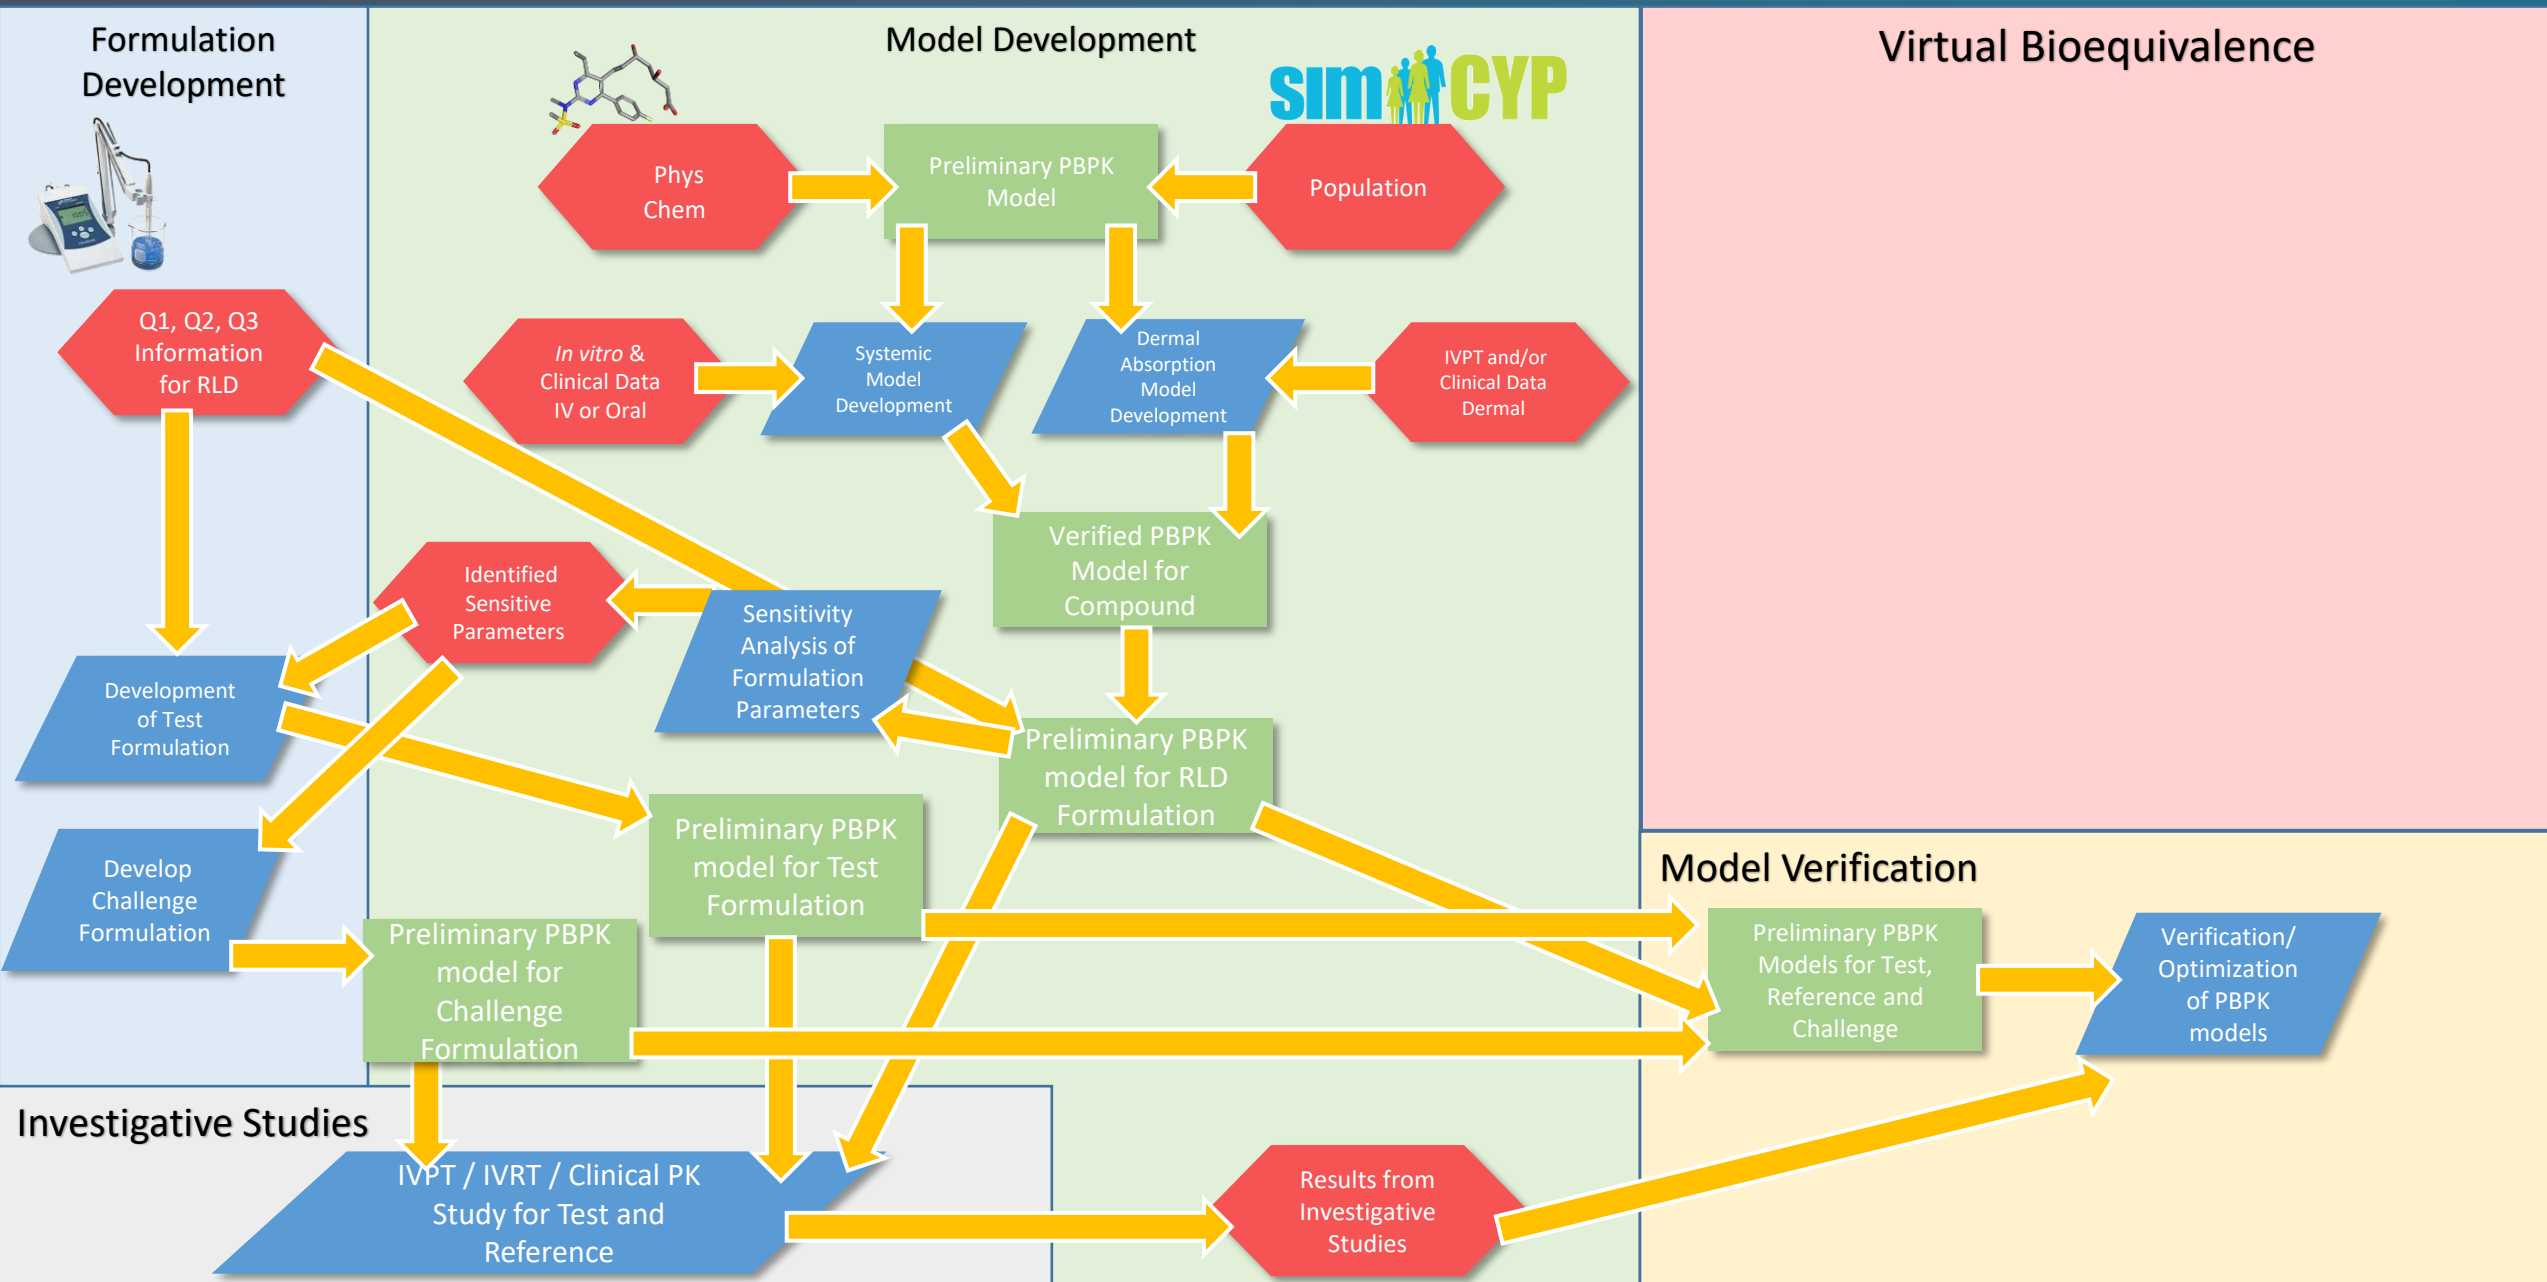 Formulation
Development
Model Development
simCYP
Virtual Bioequivalence
Phys
Chem
Preliminary PBPK
Model
Population
Q1, Q2, Q3
Information
for RLD
In vitro &
Clinical Data
IV or Oral
Systemic
Model
Development
Dermal
Absorption
Model
Development
IVPT and/or
Clinical Data
Dermal
Verified PBPK
Model for
Compound
Identified
Sensitive
Parameters
Sensitivity
Analysis of
Formulation
Parameters
Development
of Test
Formulation
Preliminary PBPK
model for RLD
Formulation
Preliminary PBPK
model for Test
Formulation
Develop
Challenge
Formulation
Preliminary PBPK
model for
Challenge
Formulation
Model Verification
Preliminary PBPK
Models for Test,
Reference and
Challenge
Verification/
Optimization
of PBPK
models
Investigative Studies
IVPT / IVRT / Clinical PK
Study for Test and
Reference
Results from
Investigative
Studies